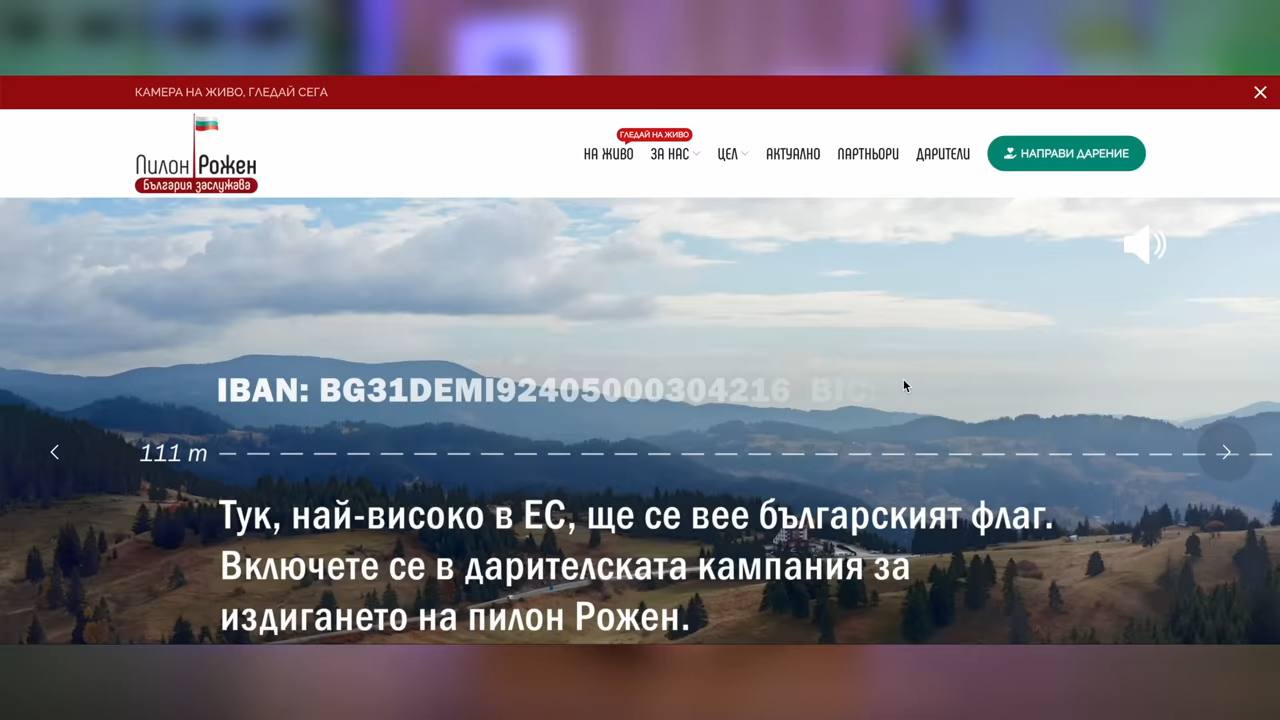 КАМЕРА НА ЖИВО, ГЛЕДАЙ СЕГА
Пилон Рожен
България заслужава
ГЛЕДАЙ НА ЖИВО
НА ЖИВО ЗА НАС ЦЕЛ АКТУАЛНО ПАРТНЬОРИ ДАРИТЕЛИ НАПРАВИ ДАРЕНИЕ
IBAN: BG31DEMI92405000304216 BIC:
111 m
Тук, най-високо в ЕС, ще се вее българският флаг.
Включете се в дарителската кампания за
издигането на пилон Рожен.